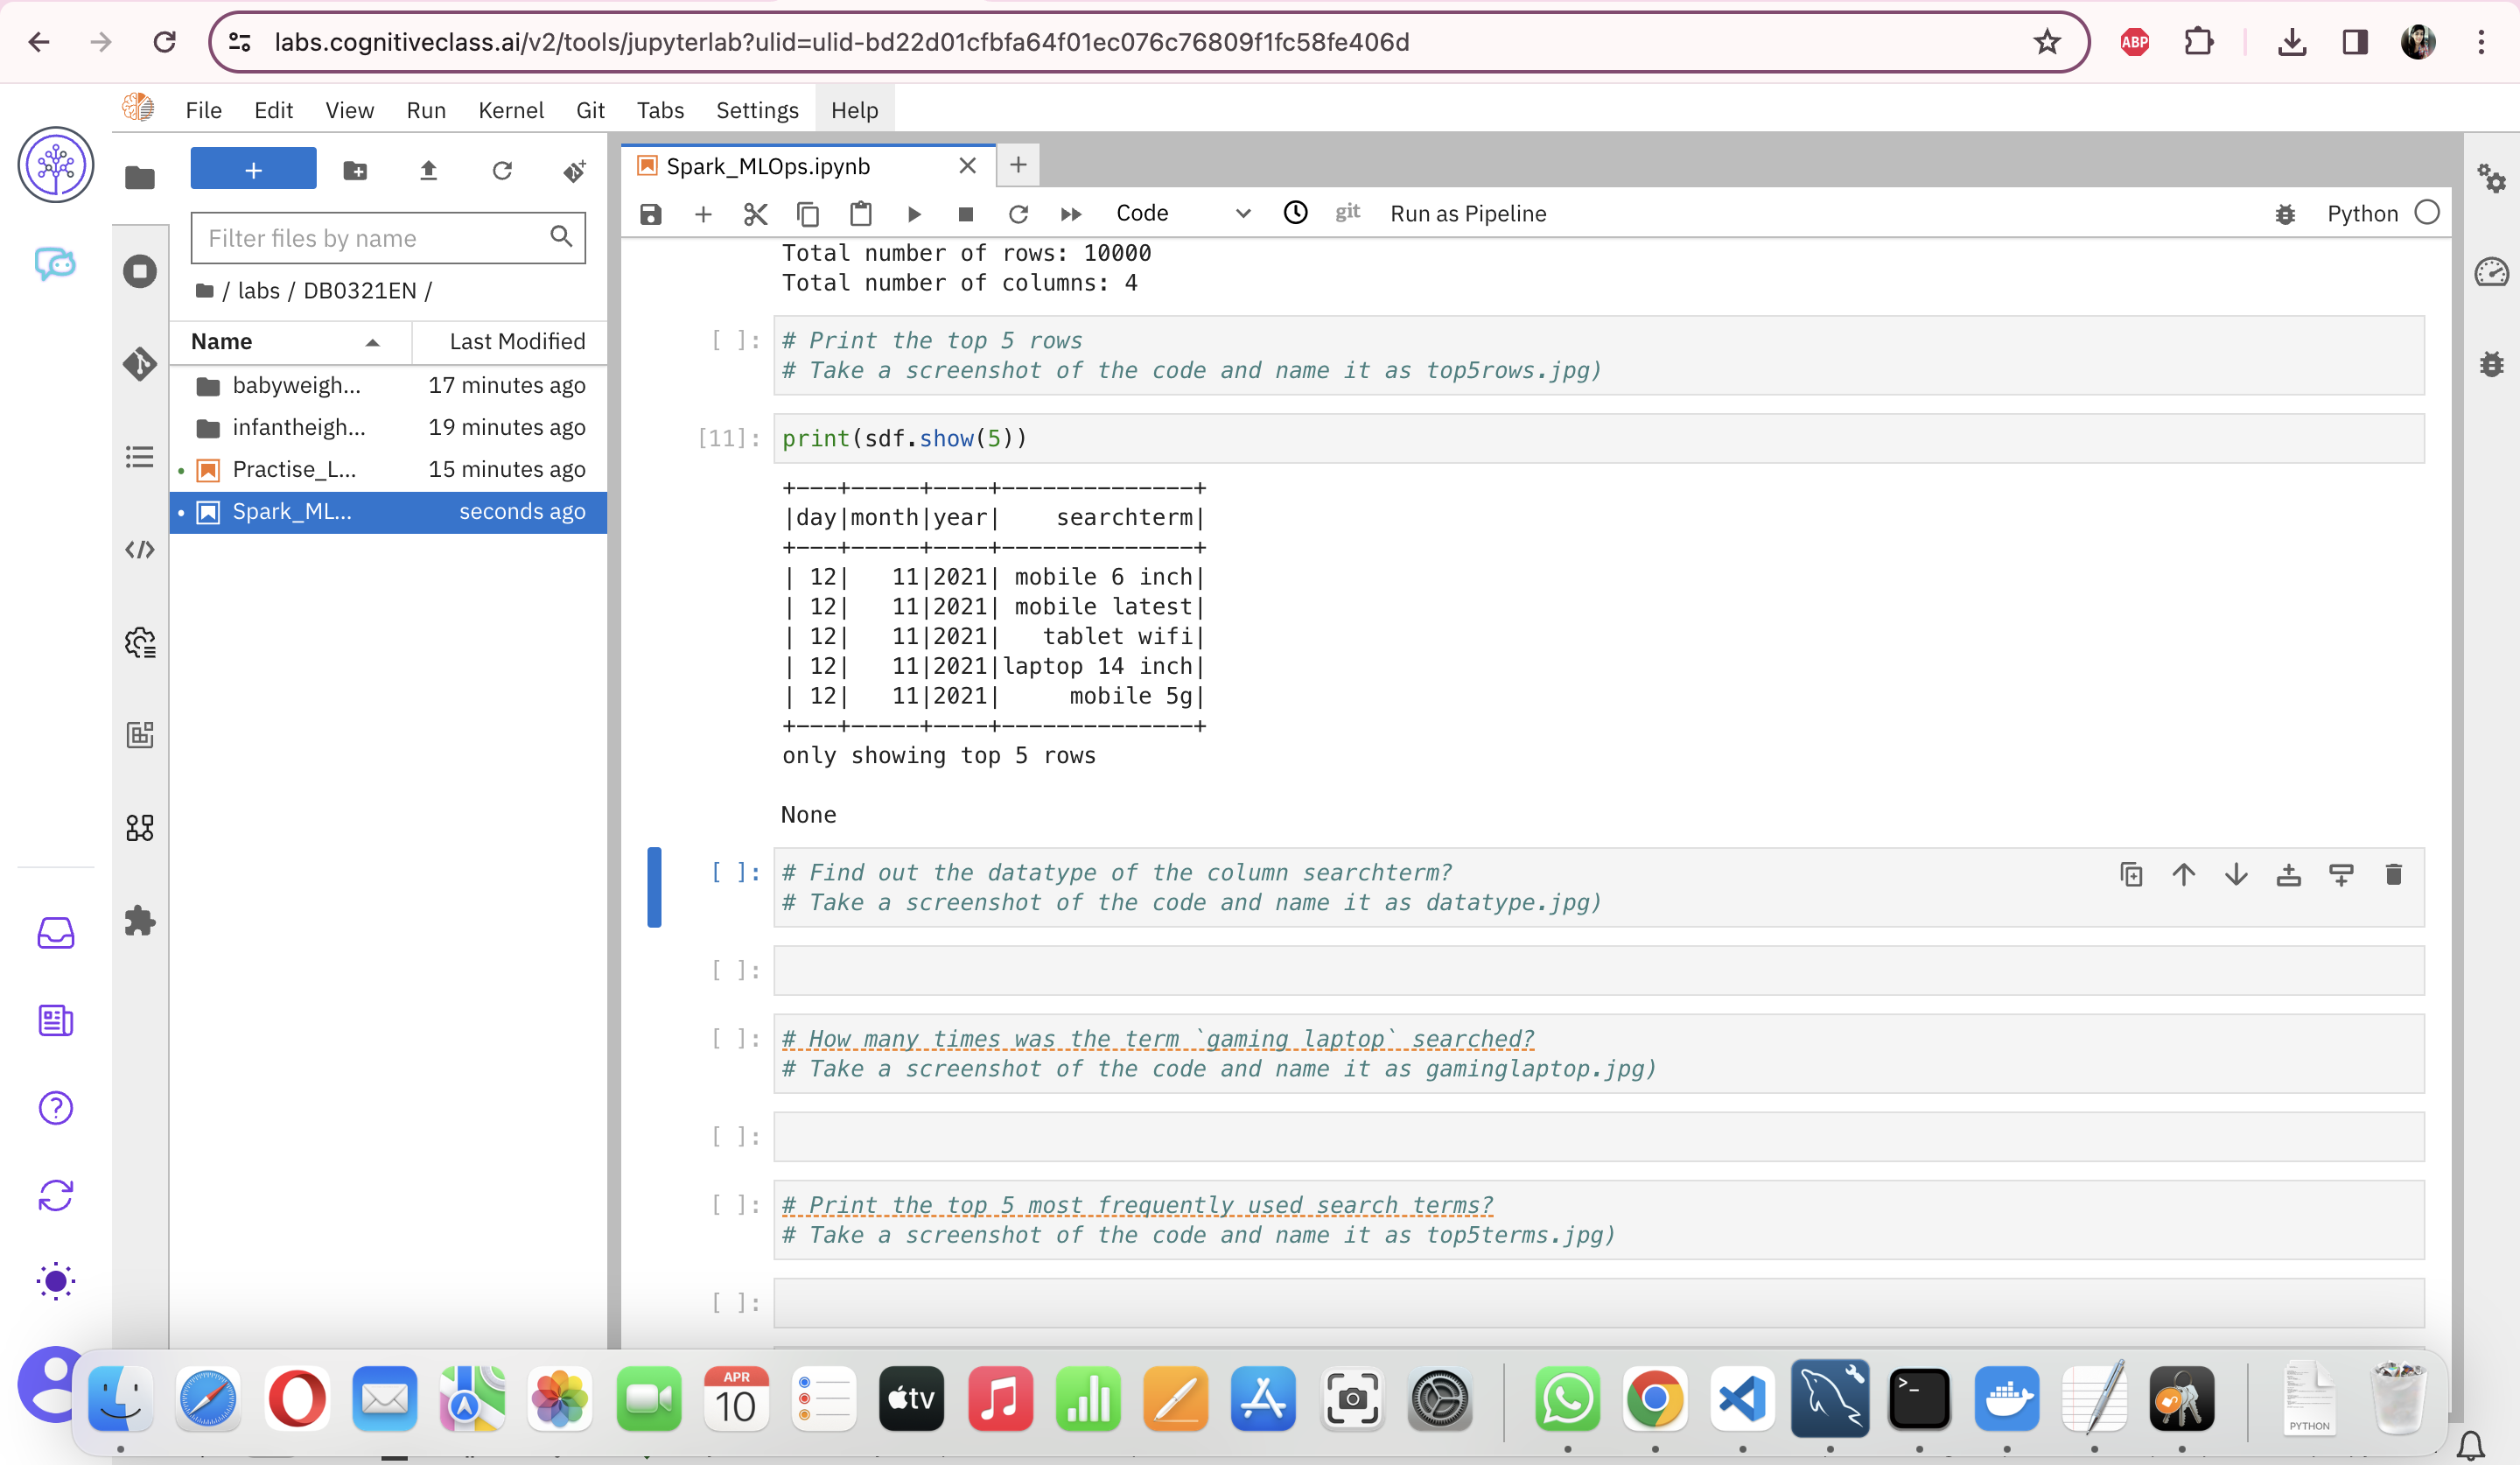 labs.cognitiveclass.ai/v2/tools/jupyterlab?ulid=ulid-bd22d01cfbfa64f01ec076c76809f1fc58fe406d
ABP
File Edit View Run Kernel Git Tabs Settings Help
Spark_MLOps.ipynb
Code git Run as Pipeline Python
Filter files by name
/ labs / DB0321EN /
Name Last Modified
babyweigh... 17 minutes ago
infantheigh... 19 minutes ago
Practise_L... 15 minutes ago
Spark_ML... seconds ago
Total number of rows: 10000
Total number of columns: 4
[ ]: # Print the top 5 rows
# Take a screenshot of the code and name it as top5rows.jpg)
[11]: print(sdf.show(5))
+---+-----+----+--------------+
|day|month|year|    searchterm|
+---+-----+----+--------------+
| 12|   11|2021| mobile 6 inch|
| 12|   11|2021| mobile latest|
| 12|   11|2021|   tablet wifi|
| 12|   11|2021|laptop 14 inch|
| 12|   11|2021|     mobile 5g|
+---+-----+----+--------------+
only showing top 5 rows
None
[ ]: # Find out the datatype of the column searchterm?
# Take a screenshot of the code and name it as datatype.jpg)
[ ]:
[ ]: # How many times was the term `gaming laptop` searched?
# Take a screenshot of the code and name it as gaminglaptop.jpg)
[ ]:
[ ]: # Print the top 5 most frequently used search terms?
# Take a screenshot of the code and name it as top5terms.jpg)
[ ]:
APR
10
tv
PYTHON